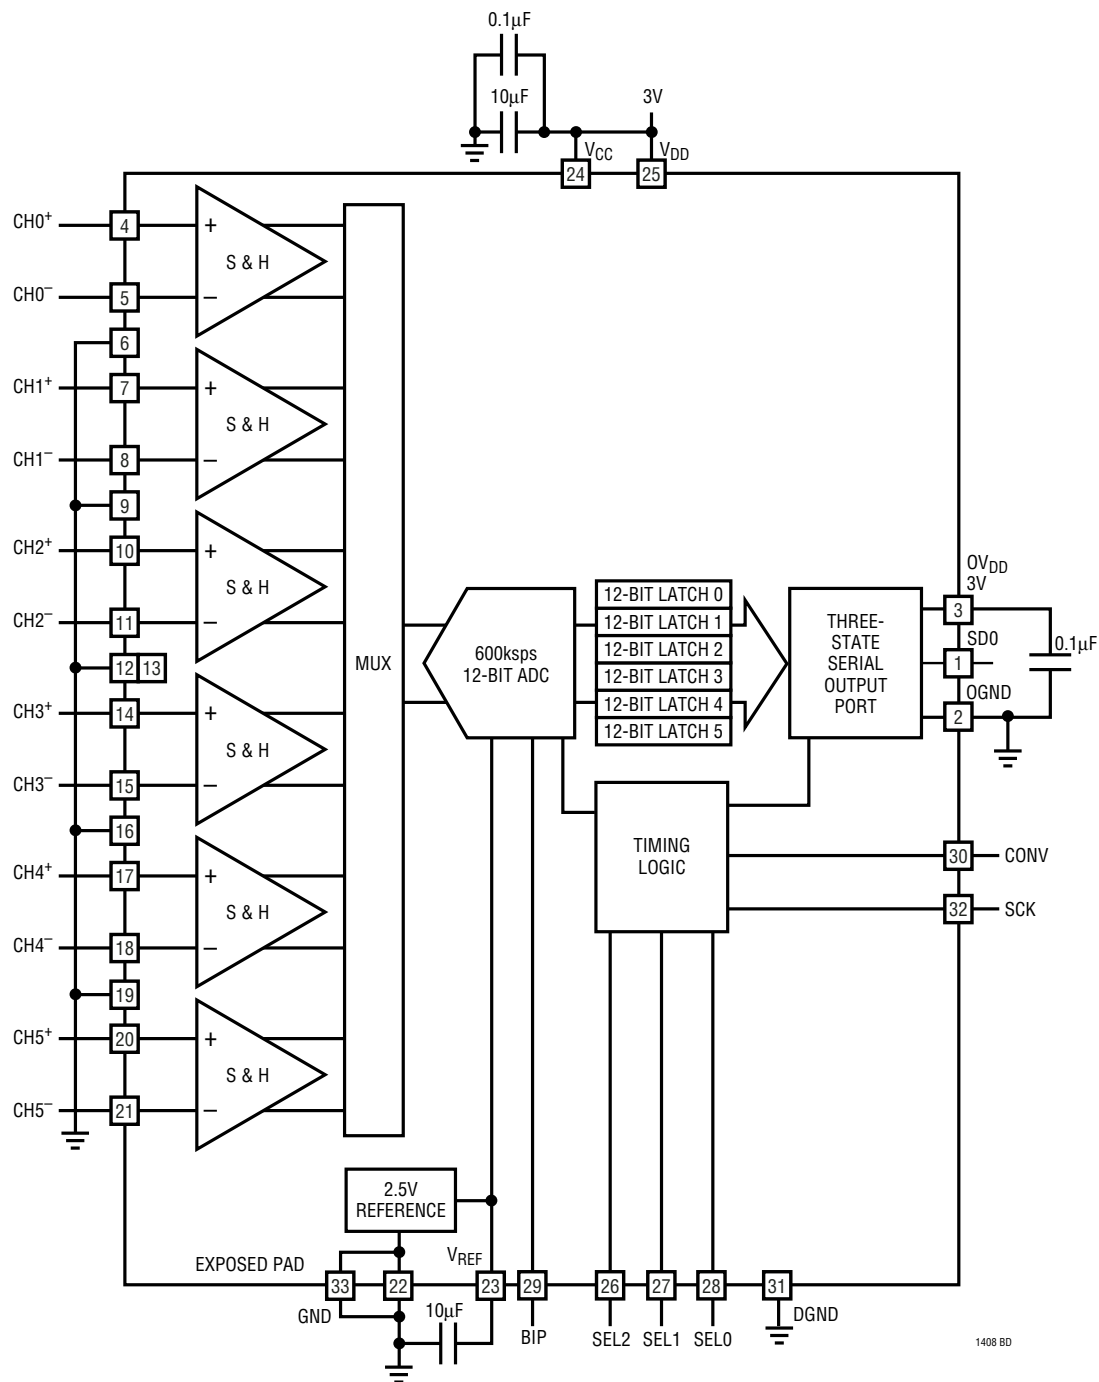 0.1μF
10μF
3V
VCC
VDD
24
25
CH0+
4
+
S & H
CH0–
5
–
6
CH1+
7
+
S & H
CH1–
8
–
9
CH2+
10
+
S & H
CH2–
11
–
12
13
CH3+
14
+
S & H
CH3–
15
–
16
CH4+
17
+
S & H
CH4–
18
–
19
CH5+
20
+
S & H
CH5–
21
–
MUX
600ksps
12-BIT ADC
12-BIT LATCH 0
12-BIT LATCH 1
12-BIT LATCH 2
12-BIT LATCH 3
12-BIT LATCH 4
12-BIT LATCH 5
THREE-
STATE
SERIAL
OUTPUT
PORT
OVDD
3V
3
SD0
1
0.1μF
OGND
2
TIMING
LOGIC
30
CONV
32
SCK
2.5V
REFERENCE
EXPOSED PAD
VREF
33
22
23
29
26
27
28
31
GND
10μF
BIP
SEL2
SEL1
SEL0
DGND
1408 BD